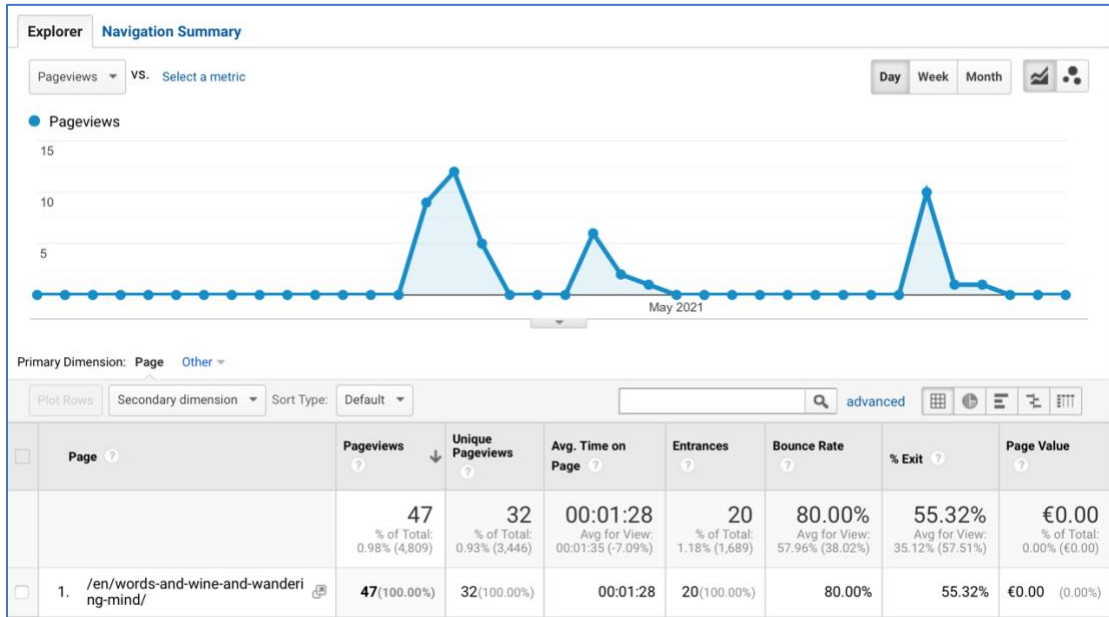 Explorer Navigation Summary
Pageviews VS. Select a metric Day Week Month
Pageviews
15
10
5
May 2021
Primary Dimension: Page Other
Plot Rows Secondary dimension Sort Type: Default advanced
Page ? Pageviews ? Unique Pageviews ? Avg. Time on Page ? Entrances ? Bounce Rate ? % Exit ? Page Value ?
47 32 00:01:28 20 80.00% 55.32% €0.00
% of Total: % of Total: Avg for View: % of Total: Avg for View: Avg for View: % of Total:
0.98% (4,809) 0.93% (3,446) 00:01:35 (-7.09%) 1.18% (1,689) 57.96% (38.02%) 35.12% (57.51%) 0.00% (€0.00)
1. /en/words-and-wine-and-wanderi 47(100.00%) 32(100.00%) 00:01:28 20(100.00%) 80.00% 55.32% €0.00 (0.00%)
ng-mind/